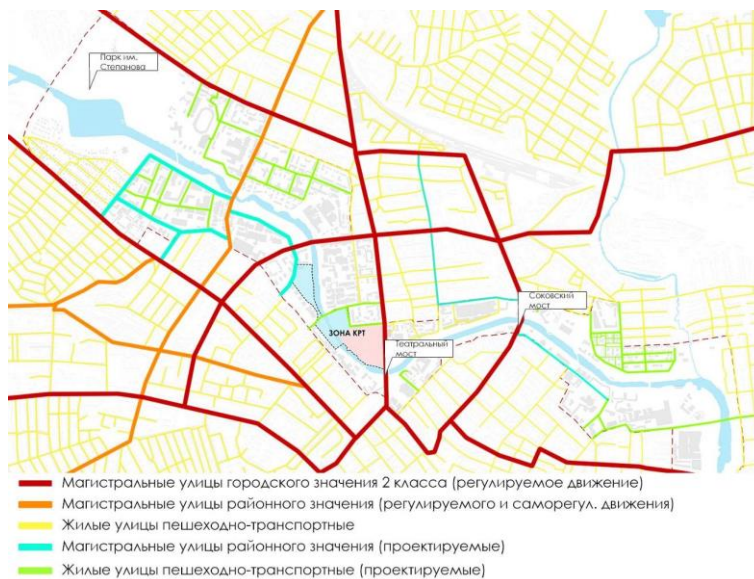 Парк им.
Степанова
Соковский
мост
ЗОНА КРТ
Театральный
мост
Магистральные улицы городского значения 2 класса (регулируемое движение)
Магистральные улицы районного значения (регулируемого и саморегул. движения)
Жилые улицы пешеходно-транспортные
Магистральные улицы районного значения (проектируемые)
Жилые улицы пешеходно-транспортные (проектируемые)